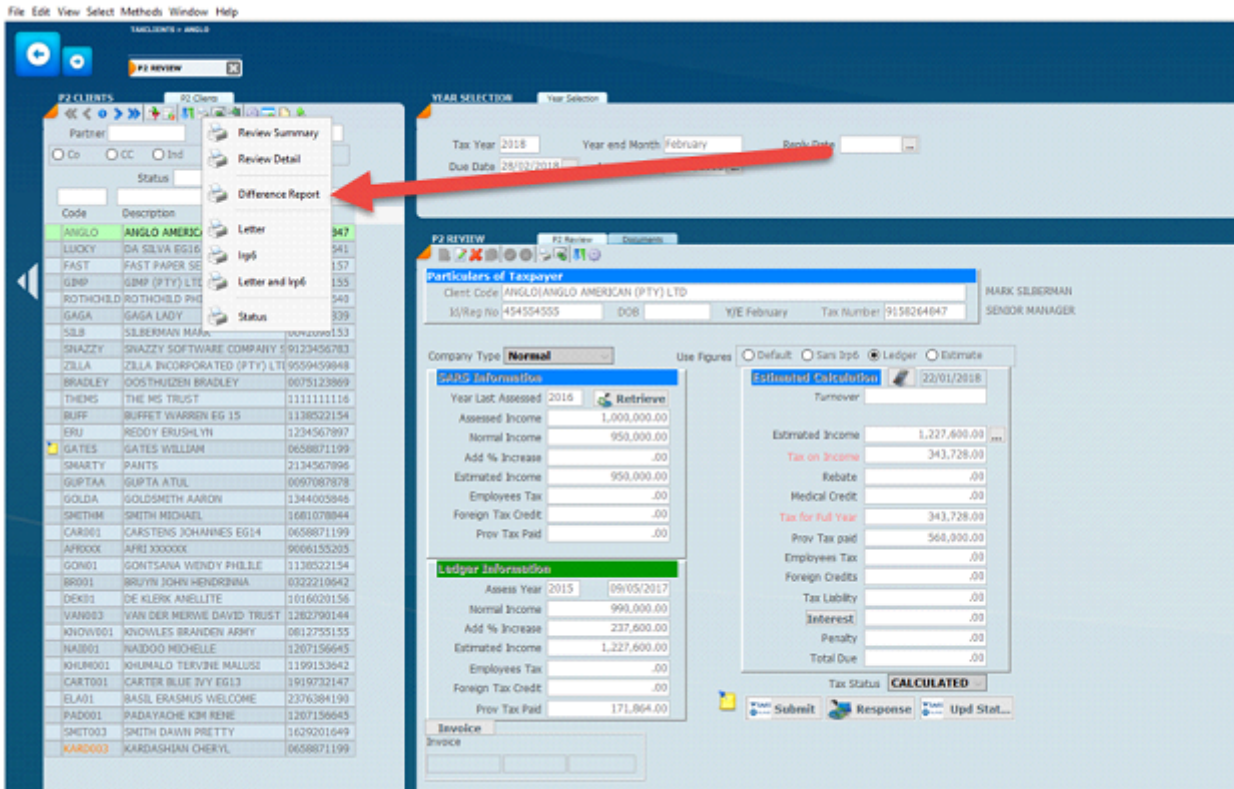 File Edit View Select Methods Window Help
TAXCLIENTS > ANGLO
P2 REVIEW
P2 CLIENTS P2 Clients
Partner
Co CC Ind
Status
Code Description
ANGLO ANGLO AMERIC 847
LUCKY DA SILVA EG16 541
FAST FAST PAPER SE 157
GIMP GIMP (PTY) LTD 155
ROTHCHILD ROTHCHILD PHI 540
GAGA GAGA LADY 339
SILB SILBERMAN MARK 0042098153
SNAZZY SNAZZY SOFTWARE COMPANY S 9123456783
ZILLA ZILLA INCORPORATED (PTY) LTI 9559459848
BRADLEY OOSTHUIZEN BRADLEY 0075123869
THEMS THE MS TRUST 1111111116
BUFF BUFFET WARREN EG 15 1138522154
ERU REDDY ERUSHLYN 1234567897
GATES GATES WILLIAM 0658871199
SMARTY PANTS 2134567896
GUPTAA GUPTA ATUL 0097087878
GOLDA GOLDSMITH AARON 1344005846
SMITHM SMITH MICHAEL 1681078844
CAR001 CARSTENS JOHANNES EG14 0658871199
AFRXXX AFRI XXXXXX 9006155205
GON01 GONTSANA WENDY PHILILE 1138522154
BR001 BRUYN JOHN HENDRINNA 0322210642
DEK01 DE KLERK ANELLITE 1016020156
VAN003 VAN DER MERWE DAVID TRUST 1282790144
KNOW001 KNOWLES BRANDEN ARMY 0812755155
NAI001 NAIDOO MICHELLE 1207156645
KHUM001 KHUMALO TERVINE MALUSI 1199153642
CART001 CARTER BLUE IVY EG13 1919732147
ELA01 BASIL ERASMUS WELCOME 2376384190
PAD001 PADAYACHE KIM RENE 1207156645
SMIT003 SMITH DAWN PRETTY 1629201649
KARD003 KARDASHIAN CHERYL 0658871199
Review Summary
Review Detail
Difference Report
Letter
Irp6
Letter and Irp6
Status
YEAR SELECTION Year Selection
Tax Year 2018 Year end Month February Reply Date ...
Due Date 28/02/2018
P2 REVIEW P2 Review Documents
Particulars of Taxpayer
Client Code ANGLO|ANGLO AMERICAN (PTY) LTD MARK SILBERMAN
Id/Reg No 454554555 DOB Y/E February Tax Number 9158264847 SENIOR MANAGER
Company Type Normal Use Figures Default Sars Irp6 Ledger Estimate
SARS Information
Year Last Assessed 2016 Retrieve
Assessed Income 1,000,000.00
Normal Income 950,000.00
Add % Increase .00
Estimated Income 950,000.00
Employees Tax .00
Foreign Tax Credit .00
Prov Tax Paid .00
Ledger Information
Assess Year 2015 09/05/2017
Normal Income 990,000.00
Add % Increase 237,600.00
Estimated Income 1,227,600.00
Employees Tax .00
Foreign Tax Credit .00
Prov Tax Paid 171,864.00
Invoice
Invoice
Estimated Calculation 22/01/2018
Turnover
Estimated Income 1,227,600.00 ...
Tax on Income 343,728.00
Rebate .00
Medical Credit .00
Tax for Full Year 343,728.00
Prov Tax paid 560,000.00
Employees Tax .00
Foreign Credits .00
Tax Liablity .00
Interest .00
Penalty .00
Total Due .00
Tax Status CALCULATED
Submit Response Upd Stat...